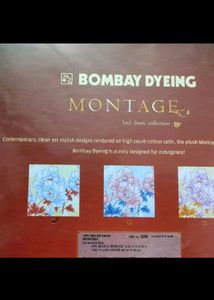 BOMBAY DYEING
MONTAGE
bed linen collection
Contemporary, clean yet stylish designs rendered on high count cotton satin, the plush Montag
Bombay Dyeing is purely designed for indulgence!